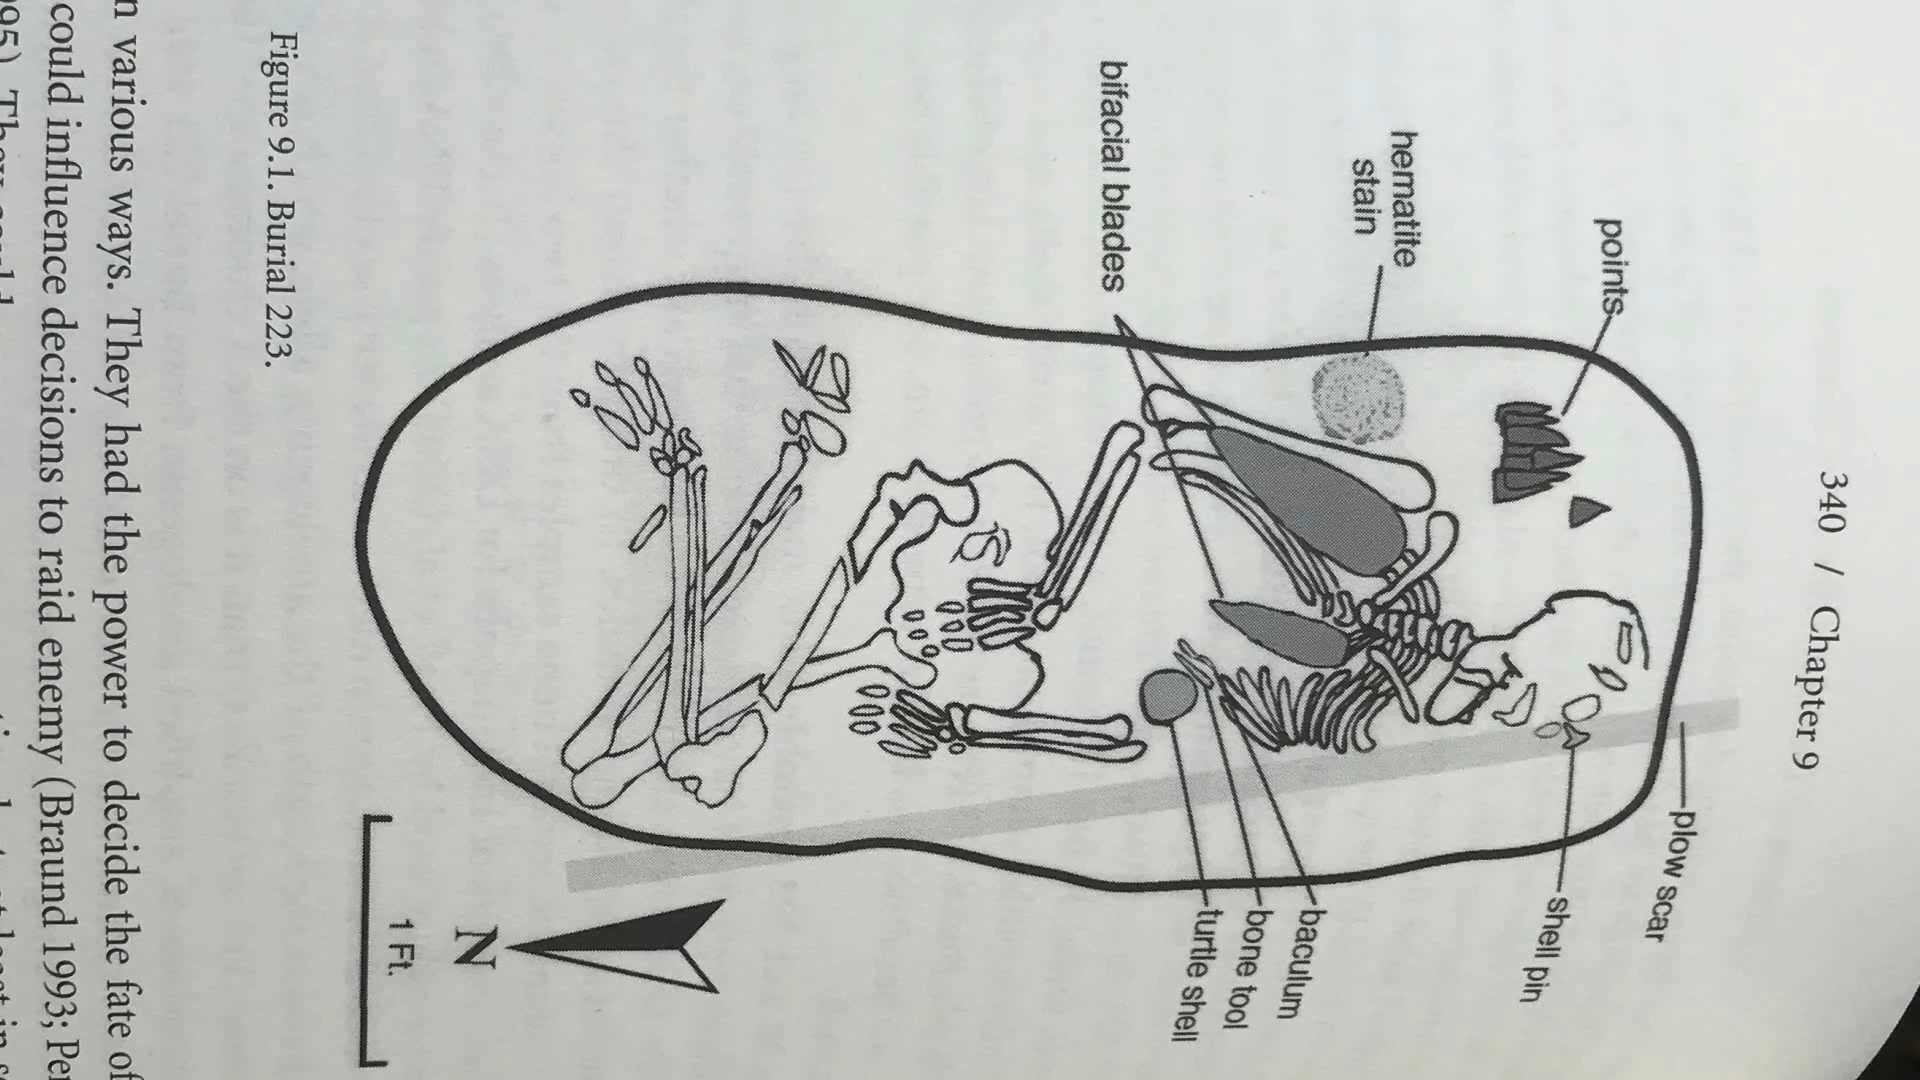 340 / Chapter 9
plow scar
points
shell pin
hematite
stain
baculum
bone tool
turtle shell
bifacial blades
N
1 Ft.
Figure 9.1. Burial 223.
various ways. They had the power to decide the fate of
could influence decisions to raid enemy (Braund 1993;